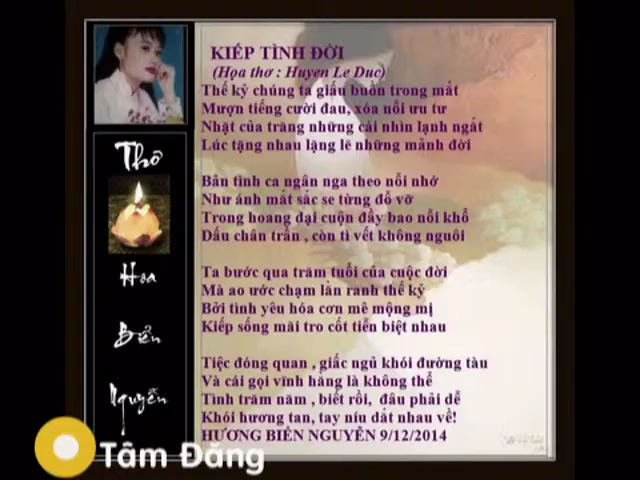 KIẾP TÌNH ĐỜI
(Họa thơ : Huyen Le Duc)
Thế kỷ chúng ta giấu buồn trong mắt
Mượn tiếng cười đau, xóa nỗi ưu tư
Nhặt của trăng những cái nhìn lạnh ngắt
Lúc tặng nhau lặng lẽ những mảnh đời
Bản tình ca ngân nga theo nỗi nhớ
Như ánh mắt sắc se từng đổ vỡ
Trong hoang dại cuộn đầy bao nỗi khổ
Dấu chân trần , còn tì vết không nguôi
Ta bước qua trăm tuổi của cuộc đời
Mà ao ước chạm lằn ranh thế kỷ
Bởi tình yêu hóa cơn mê mộng mị
Kiếp sống mãi tro cốt tiễn biệt nhau
Tiệc đóng quan , giấc ngủ khói đường tàu
Và cái gọi vĩnh hằng là không thể
Tình trăm năm , biết rồi, đâu phải dễ
Khói hương tan, tay níu dắt nhau về!
HƯƠNG BIỂN NGUYỄN 9/12/2014
Thơ
Hoa
Biển
Nguyễn
Tâm Đăng